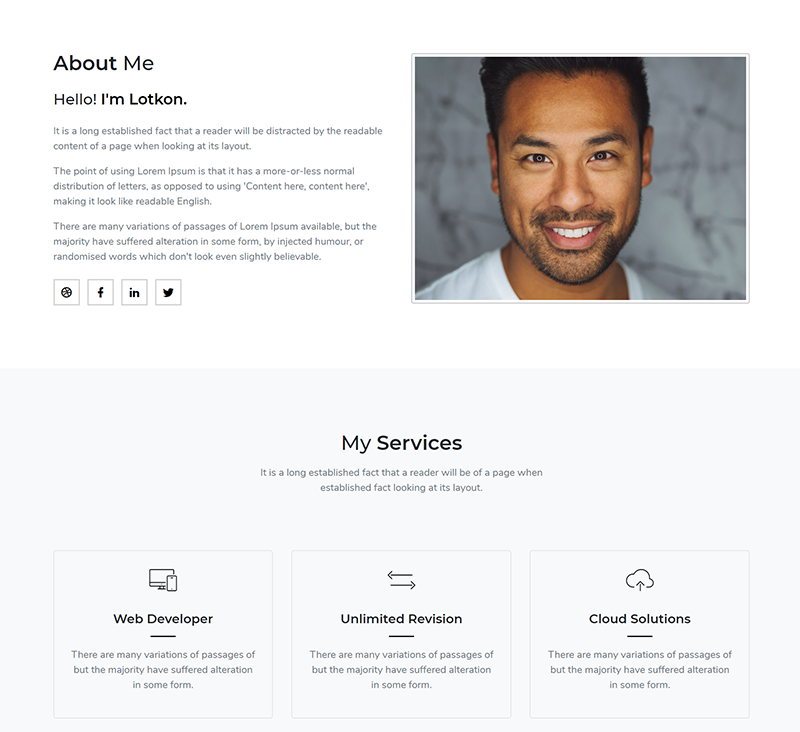 About Me
Hello! I'm Lotkon.
It is a long established fact that a reader will be distracted by the readable
content of a page when looking at its layout.
The point of using Lorem Ipsum is that it has a more-or-less normal
distribution of letters, as opposed to using 'Content here, content here',
making it look like readable English.
There are many variations of passages of Lorem Ipsum available, but the
majority have suffered alteration in some form, by injected humour, or
randomised words which don't look even slightly believable.
My Services
It is a long established fact that a reader will be of a page when
established fact looking at its layout.
Web Developer
There are many variations of passages of
but the majority have suffered alteration
in some form.
Unlimited Revision
There are many variations of passages of
but the majority have suffered alteration
in some form.
Cloud Solutions
There are many variations of passages of
but the majority have suffered alteration
in some form.